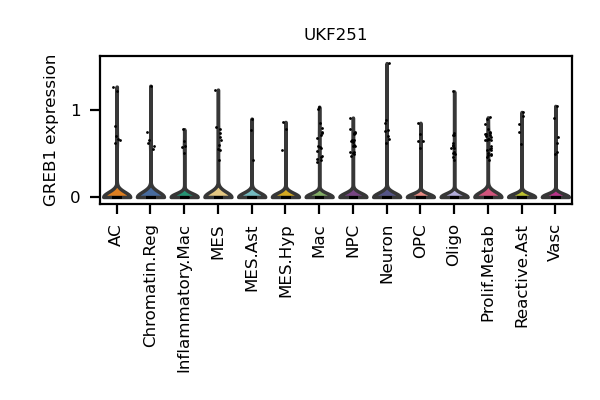 UKF251
GREB1 expression
1
0
AC
Chromatin.Reg
Inflammatory.Mac
MES
MES.Ast
MES.Hyp
Mac
NPC
Neuron
OPC
Oligo
Prolif.Metab
Reactive.Ast
Vasc